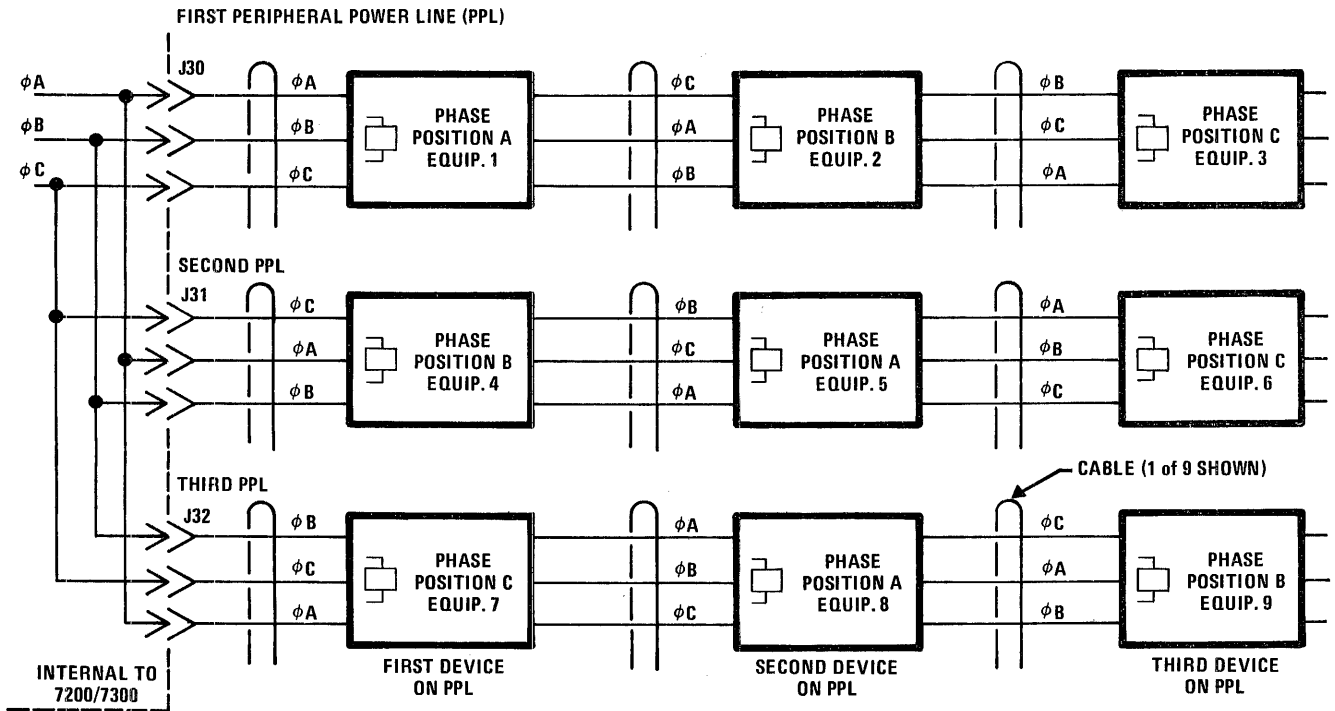 FIRST PERIPHERAL POWER LINE (PPL)
J30
ϕA
ϕB
ϕC
ϕA
ϕB
ϕC
PHASE
POSITION A
EQUIP. 1
ϕC
ϕA
ϕB
PHASE
POSITION B
EQUIP. 2
ϕB
ϕC
ϕA
PHASE
POSITION C
EQUIP. 3
SECOND PPL
J31
ϕC
ϕA
ϕB
PHASE
POSITION B
EQUIP. 4
ϕB
ϕC
ϕA
PHASE
POSITION A
EQUIP. 5
ϕA
ϕB
ϕC
PHASE
POSITION C
EQUIP. 6
CABLE (1 of 9 SHOWN)
THIRD PPL
J32
ϕB
ϕC
ϕA
PHASE
POSITION C
EQUIP. 7
ϕA
ϕB
ϕC
PHASE
POSITION A
EQUIP. 8
ϕC
ϕA
ϕB
PHASE
POSITION B
EQUIP. 9
INTERNAL TO
7200/7300
FIRST DEVICE
ON PPL
SECOND DEVICE
ON PPL
THIRD DEVICE
ON PPL